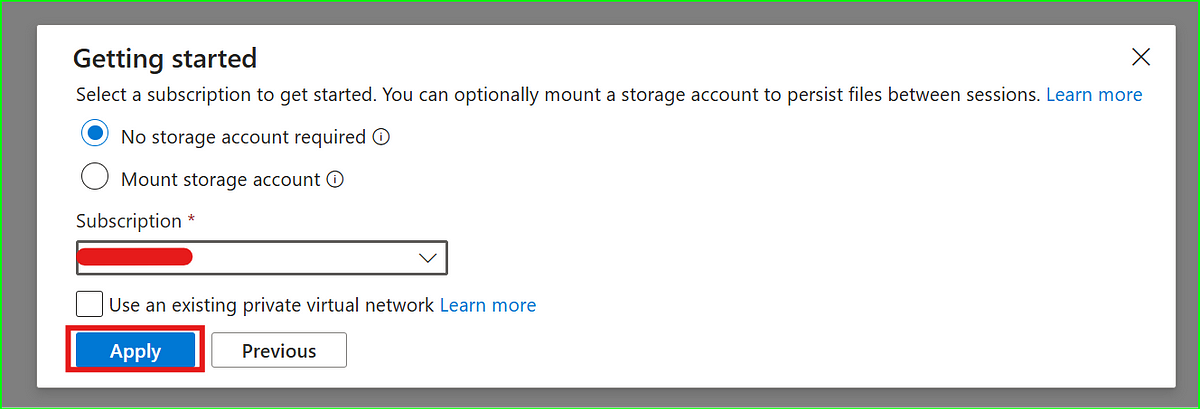 Getting started
Select a subscription to get started. You can optionally mount a storage account to persist files between sessions. Learn more
No storage account required
Mount storage account
Subscription *
Use an existing private virtual network Learn more
Apply Previous